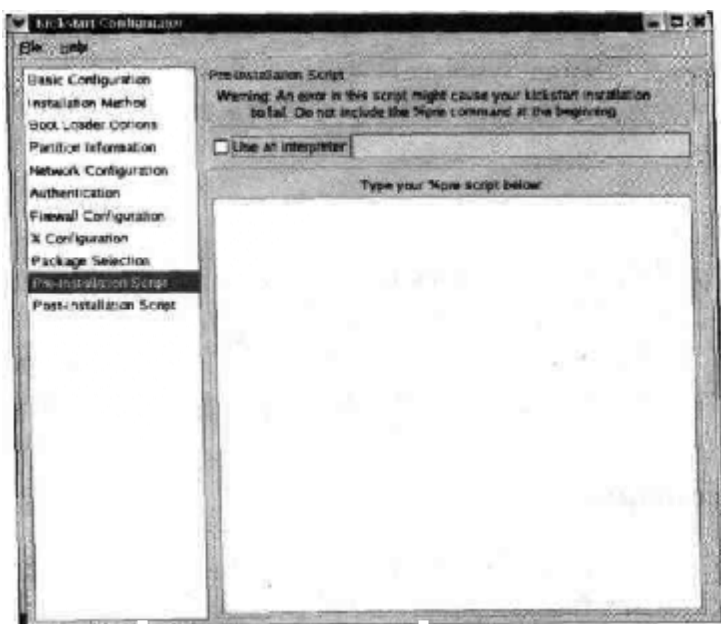 Kickstart Configurator
File Help
Basic Configuration
Installation Method
Boot Loader Options
Partition Information
Network Configuration
Authentication
Firewall Configuration
X Configuration
Package Selection
Pre-Installation Script
Post-Installation Script
Pre-Installation Script
Warning: An error in this script might cause your kickstart installation
to fail. Do not include the %pre command at the beginning.
Use an interpreter
Type your %pre script below: